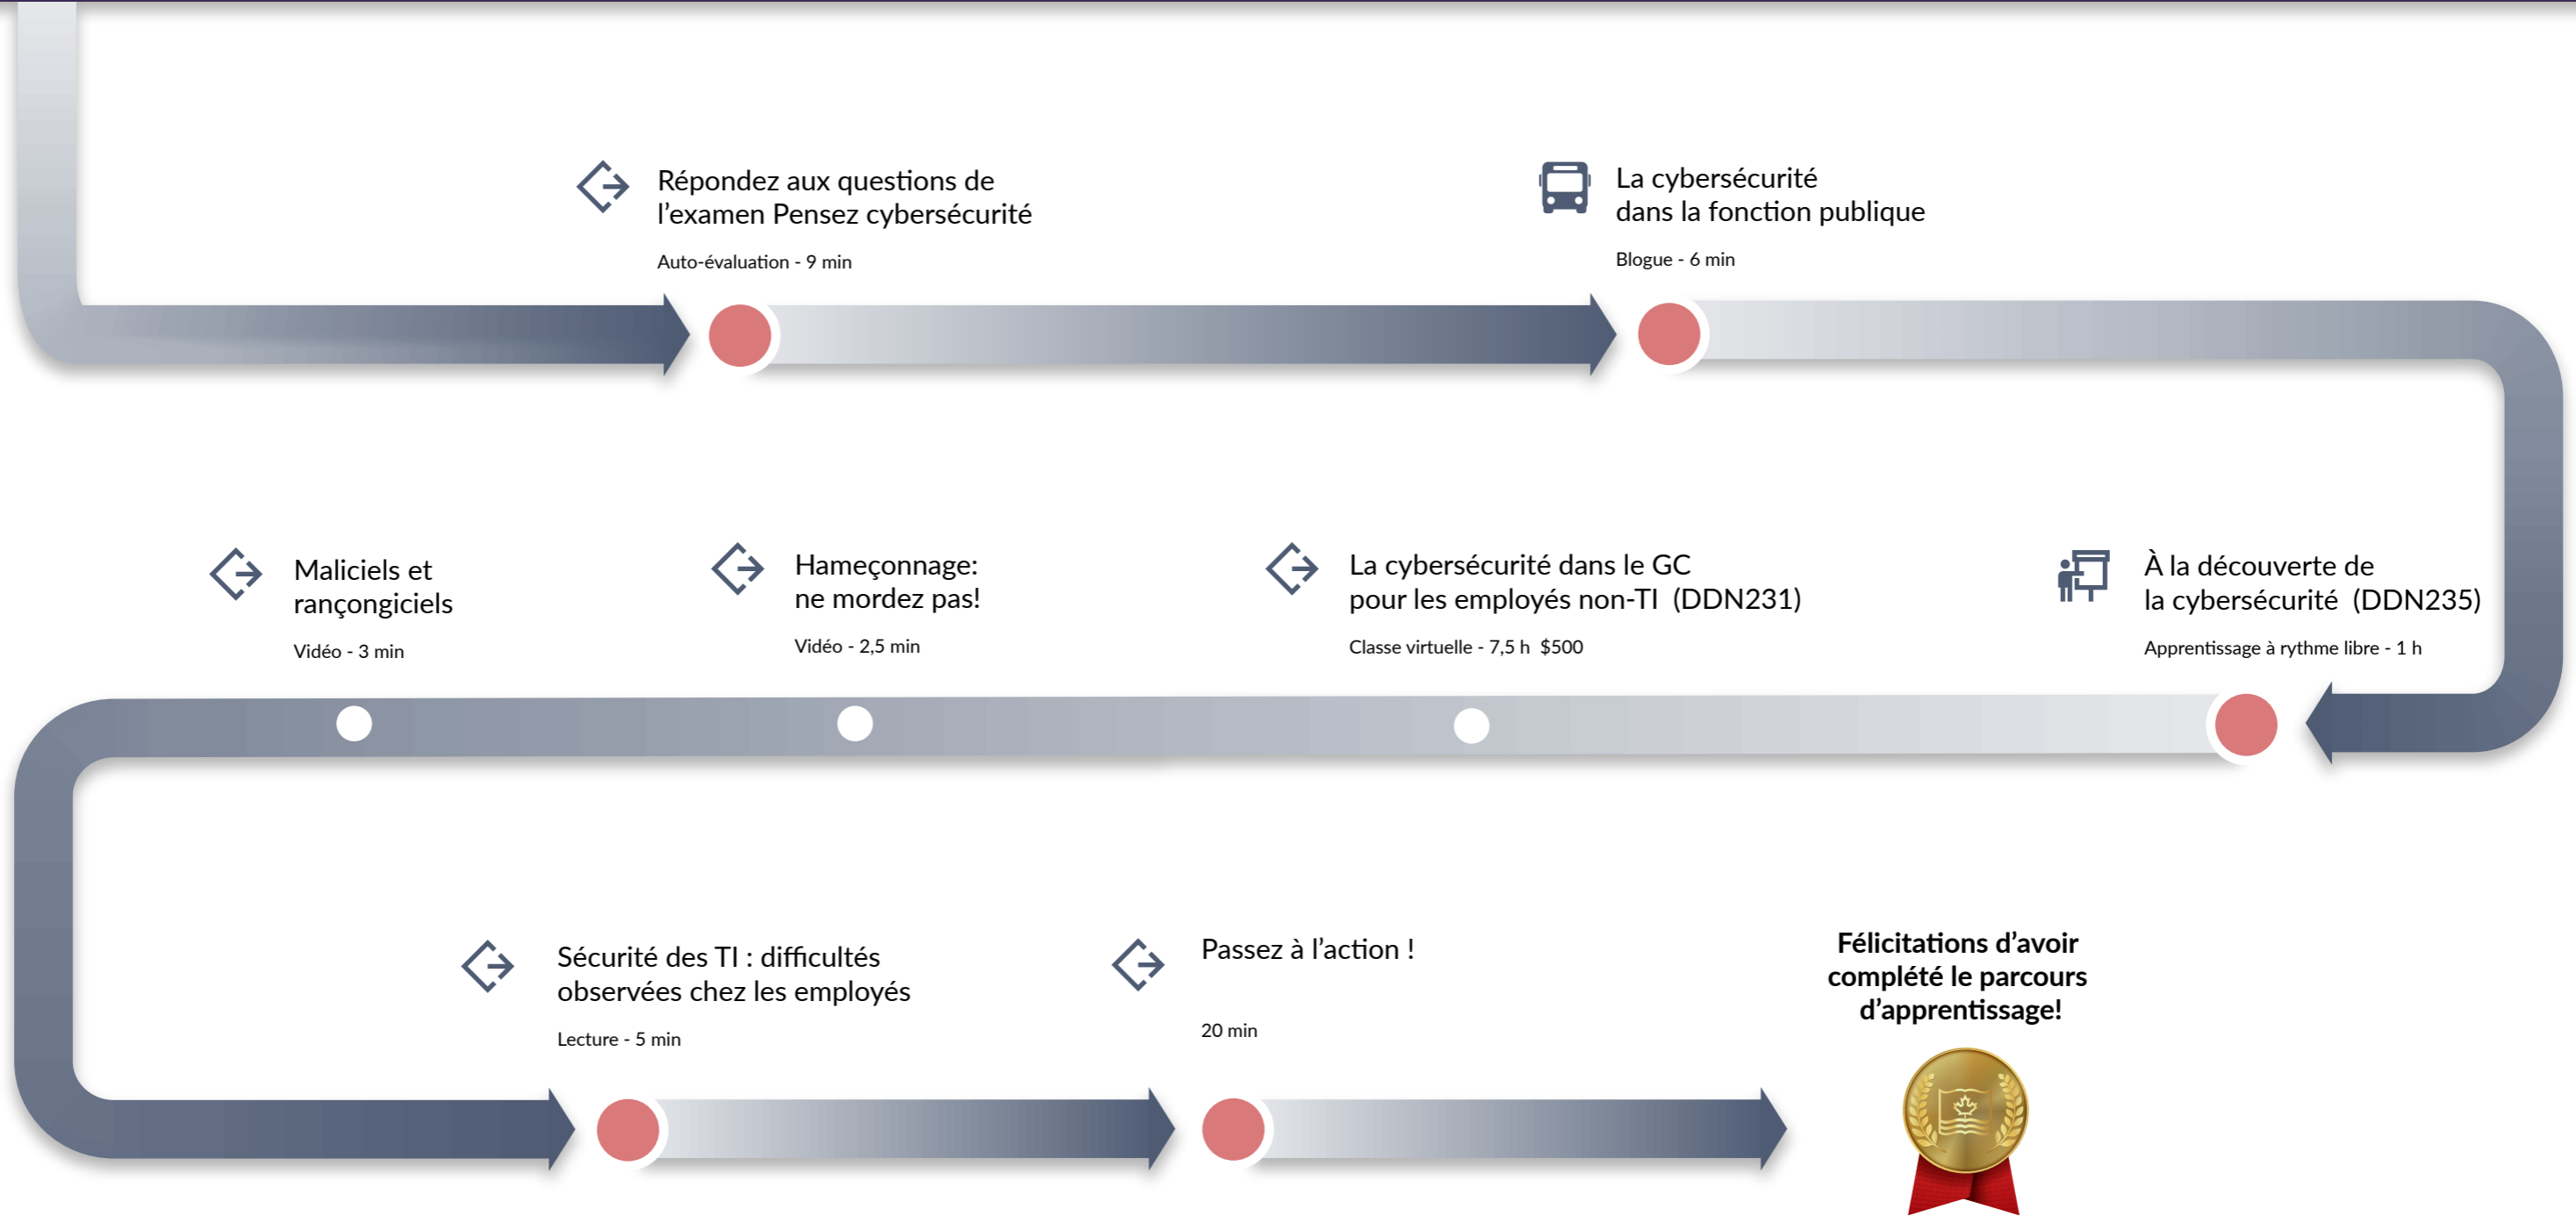 Répondez aux questions de
l'examen Pensez cybersécurité
Auto-évaluation - 9 min
La cybersécurité
dans la fonction publique
Blogue - 6 min
Maliciels et
rançongiciels
Vidéo - 3 min
Hameçonnage:
ne mordez pas!
Vidéo - 2,5 min
La cybersécurité dans le GC
pour les employés non-TI (DDN231)
Classe virtuelle - 7,5 h $500
À la découverte de
la cybersécurité (DDN235)
Apprentissage à rythme libre - 1 h
Sécurité des TI : difficultés
observées chez les employés
Lecture - 5 min
Passez à l'action !
20 min
Félicitations d'avoir
complété le parcours
d'apprentissage!